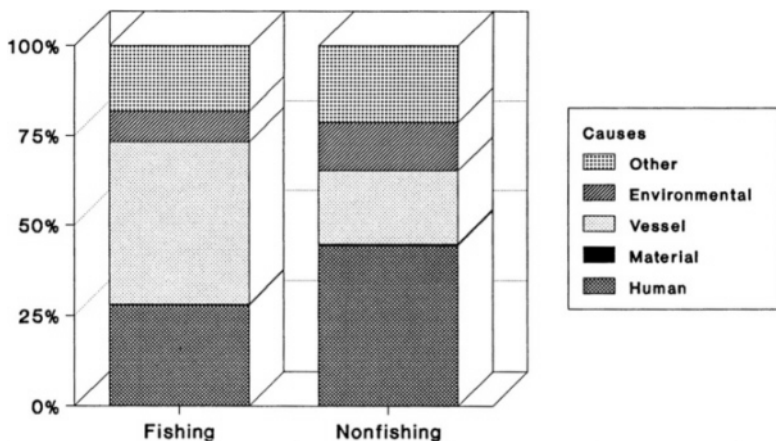 100%
75%
50%
25%
0%
Fishing
Nonfishing
Causes
Other
Environmental
Vessel
Material
Human